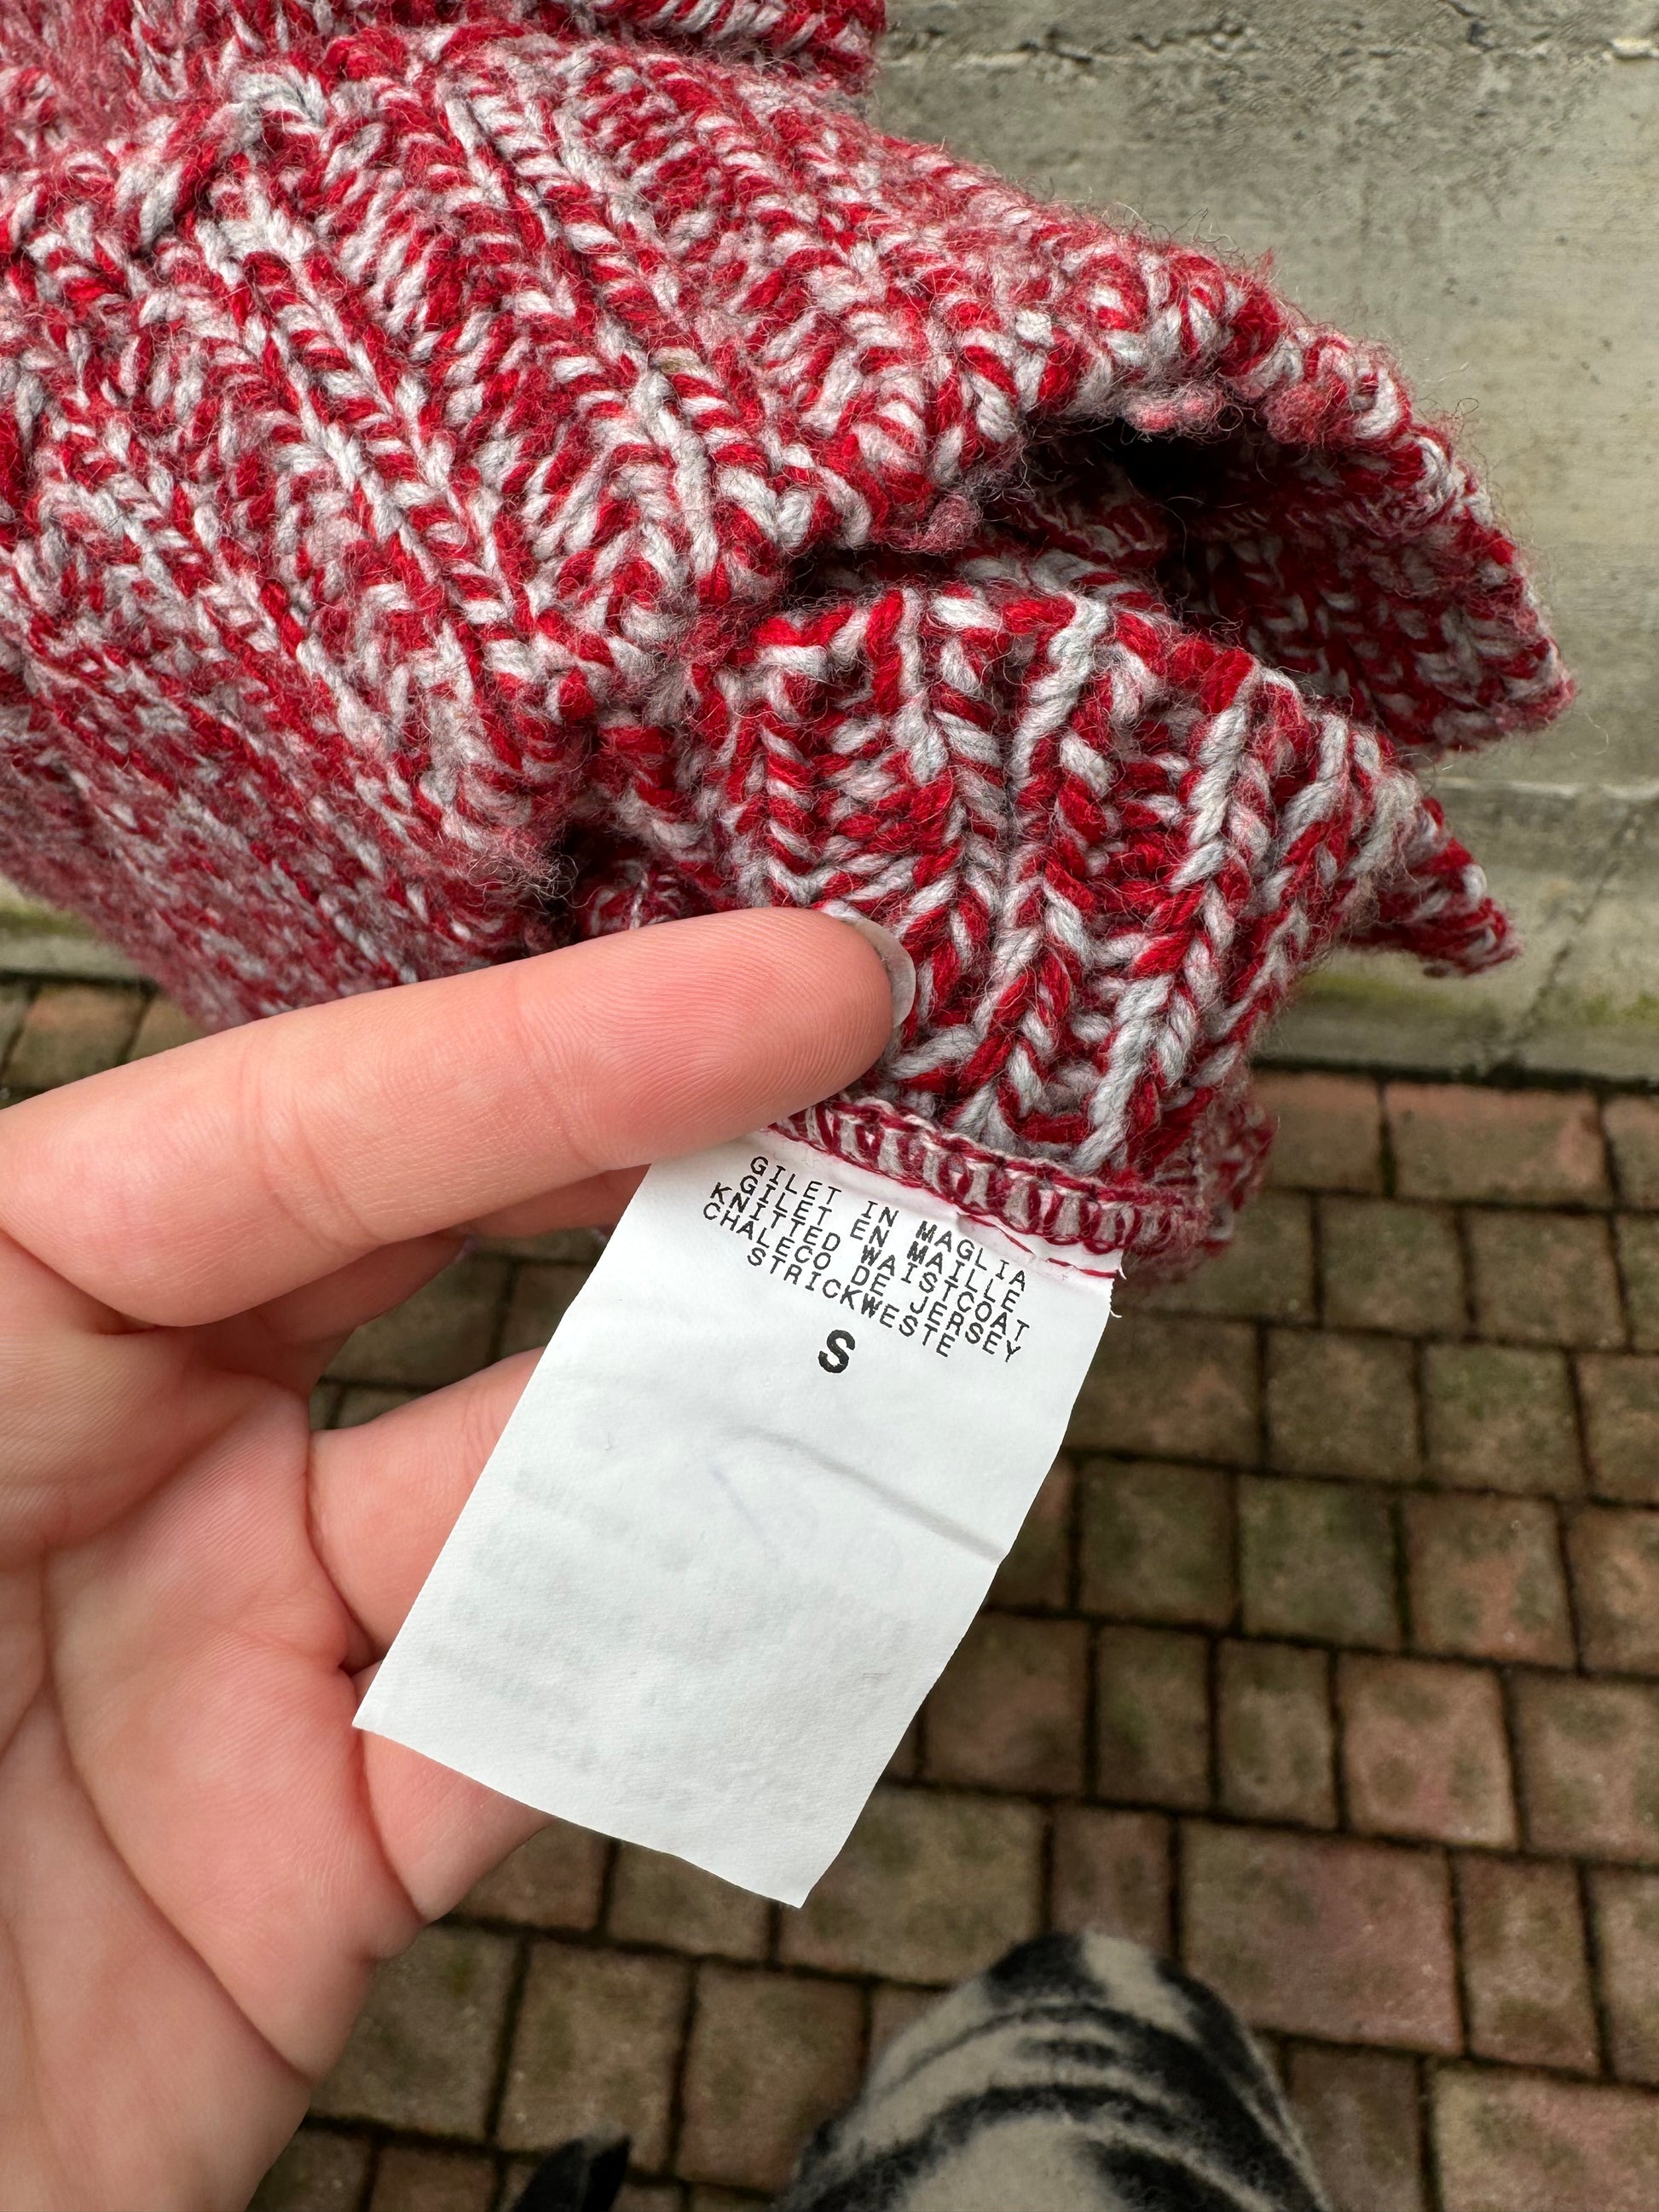 GILET IN MAGLIA
GILET EN MAILLE
KNITTED WAISTCOAT
CHALECO DE JERSEY
STRICKWESTE
S